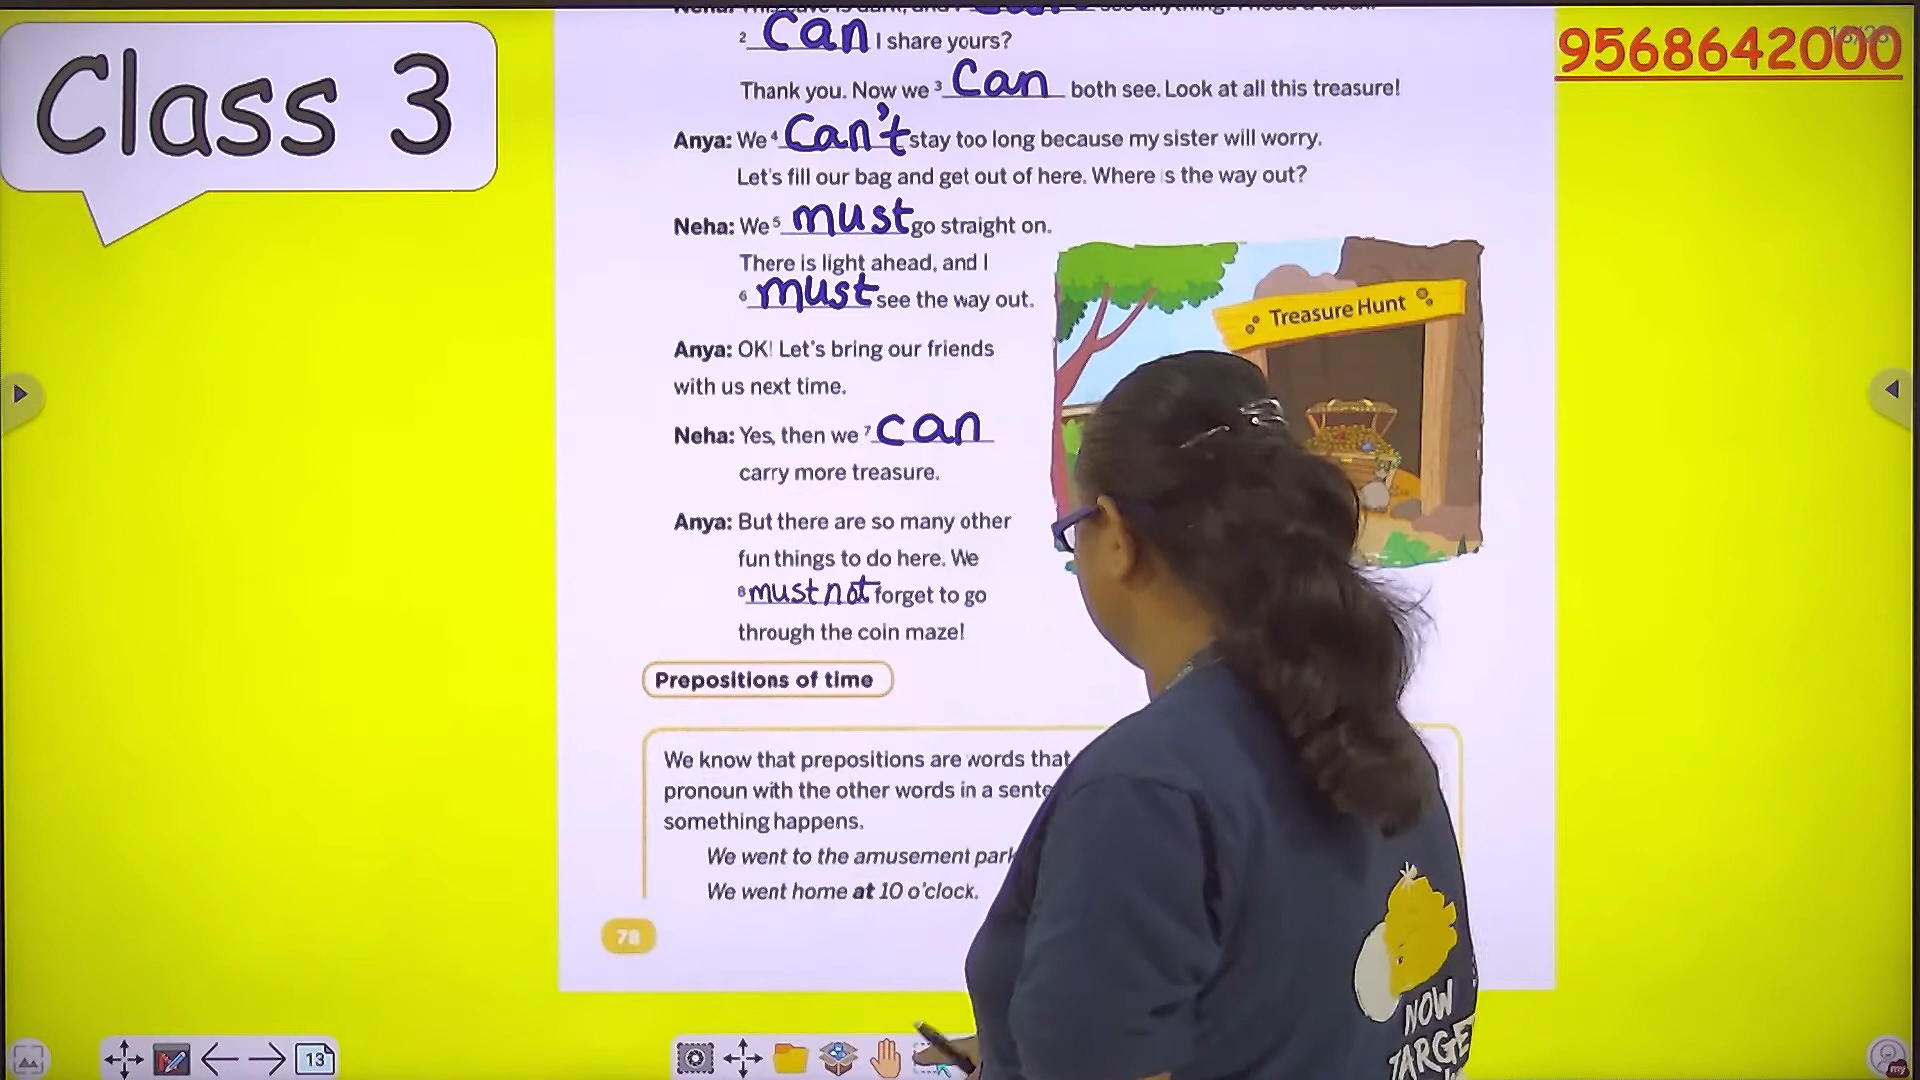 Class 3
9568642000
2 Can I share yours?
Thank you. Now we 3 Can both see. Look at all this treasure!
Anya: We 4 Can't stay too long because my sister will worry.
Let's fill our bag and get out of here. Where is the way out?
Neha: We 5 must go straight on.
There is light ahead, and I
6 must see the way out.
Treasure Hunt
Anya: OK! Let's bring our friends
with us next time.
Neha: Yes, then we 7 can
carry more treasure.
Anya: But there are so many other
fun things to do here. We
8 must not forget to go
through the coin maze!
Prepositions of time
We know that prepositions are words that
pronoun with the other words in a
something happens.
We went to the amusement
We went home at 10 o'clock.
78
NOW
13